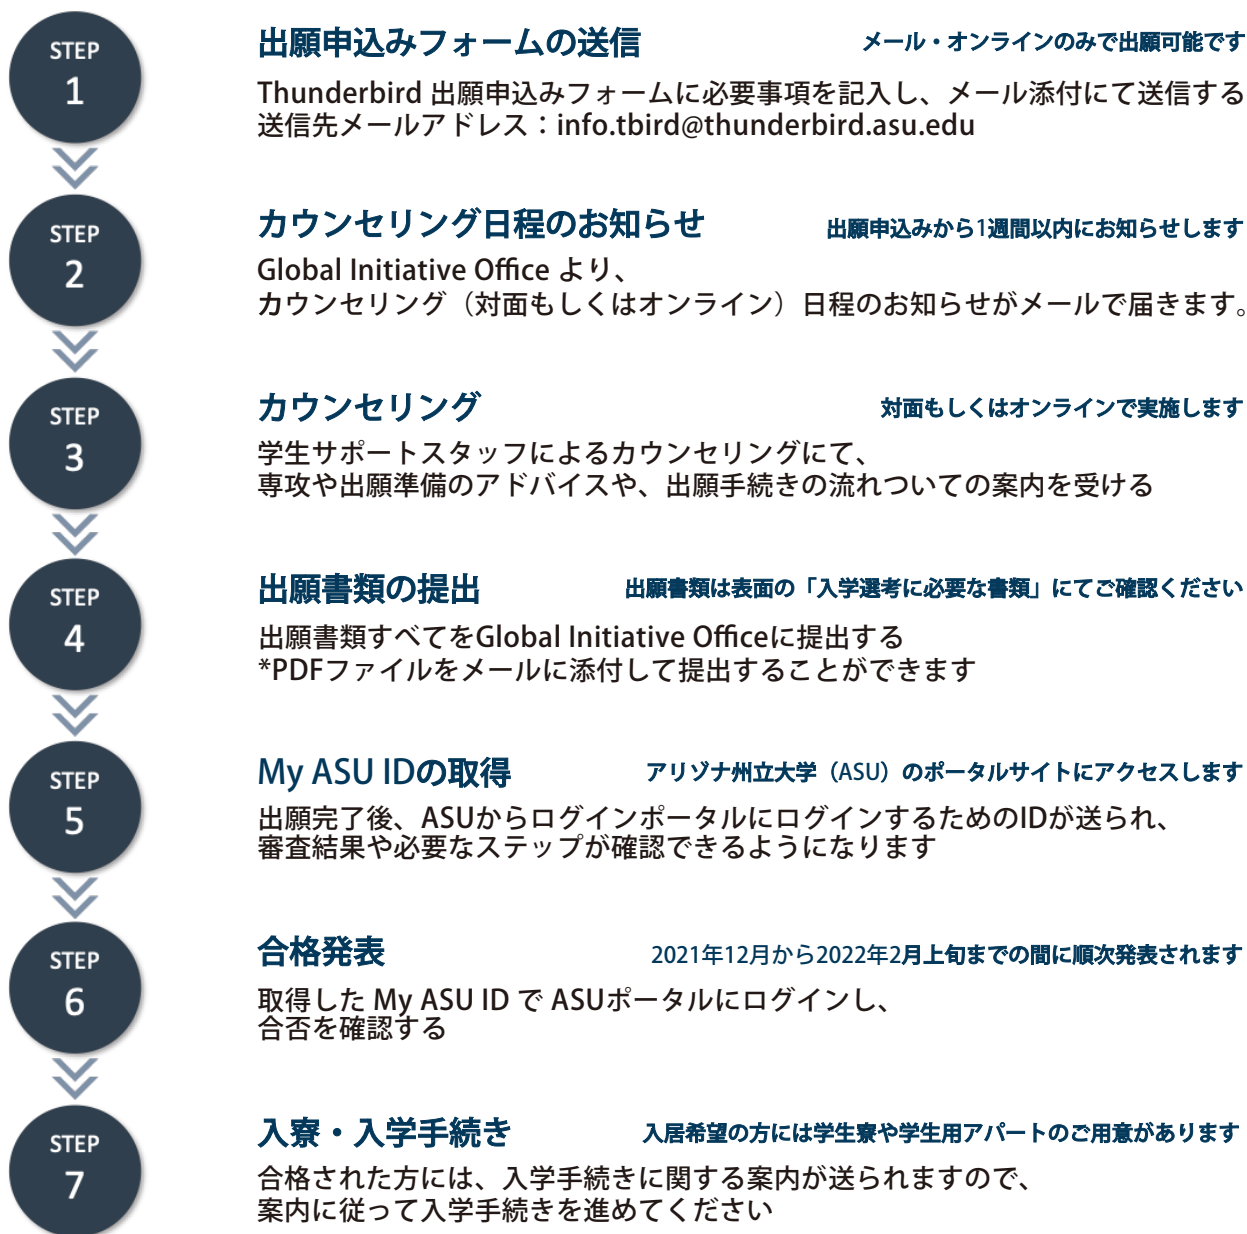 STEP
1
出願申込みフォームの送信 メール・オンラインのみで出願可能です
Thunderbird 出願申込みフォームに必要事項を記入し、メール添付にて送信する
送信先メールアドレス：info.tbird@thunderbird.asu.edu
STEP
2
カウンセリング日程のお知らせ 出願申込みから1週間以内にお知らせします
Global Initiative Office より、
カウンセリング（対面もしくはオンライン）日程のお知らせがメールで届きます。
STEP
3
カウンセリング 対面もしくはオンラインで実施します
学生サポートスタッフによるカウンセリングにて、
専攻や出願準備のアドバイスや、出願手続きの流れついての案内を受ける
STEP
4
出願書類の提出 出願書類は表面の「入学選考に必要な書類」にてご確認ください
出願書類すべてをGlobal Initiative Officeに提出する
*PDFファイルをメールに添付して提出することができます
STEP
5
My ASU IDの取得 アリゾナ州立大学（ASU）のポータルサイトにアクセスします
出願完了後、ASUからログインポータルにログインするためのIDが送られ、
審査結果や必要なステップが確認できるようになります
STEP
6
合格発表 2021年12月から2022年2月上旬までの間に順次発表されます
取得した My ASU ID で ASUポータルにログインし、
合否を確認する
STEP
7
入寮・入学手続き 入居希望の方には学生寮や学生用アパートのご用意があります
合格された方には、入学手続きに関する案内が送られますので、
案内に従って入学手続きを進めてください